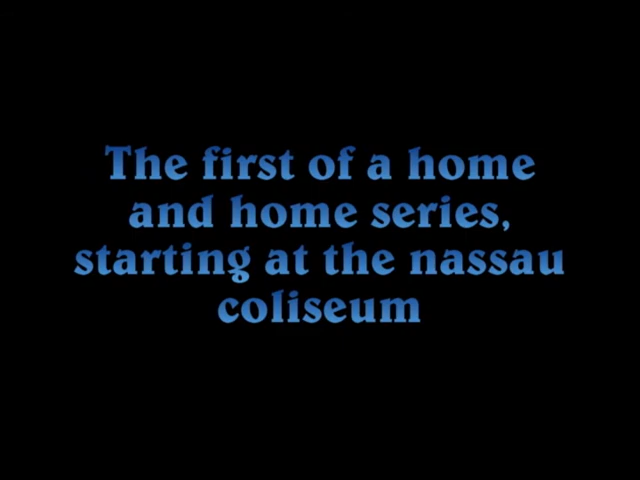 The first of a home
and home series,
starting at the nassau
coliseum